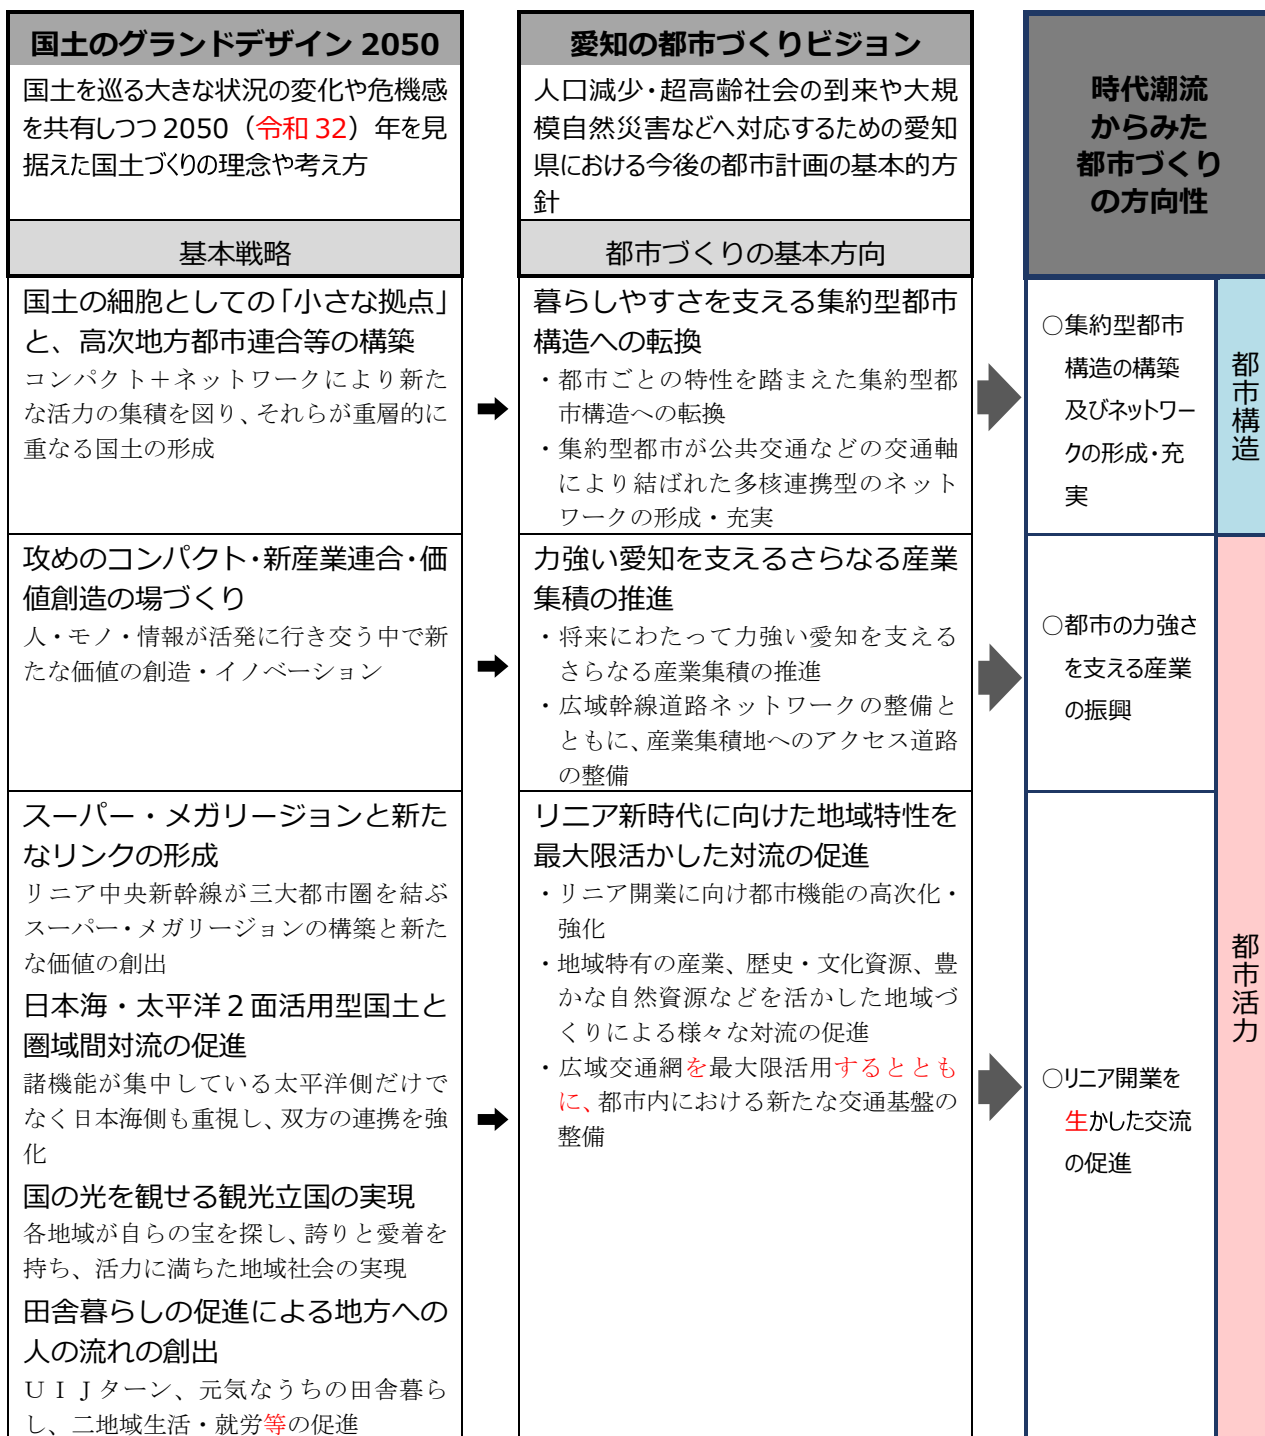 国土のグランドデザイン 2050
国土を巡る大きな状況の変化や危機感
を共有しつつ 2050（令和 32）年を見
据えた国土づくりの理念や考え方
基本戦略
国土の細胞としての「小さな拠点」
と、高次地方都市連合等の構築
コンパクト＋ネットワークにより新た
な活力の集積を図り、それらが重層的に
重なる国土の形成
攻めのコンパクト・新産業連合・価
値創造の場づくり
人・モノ・情報が活発に行き交う中で新
たな価値の創造・イノベーション
スーパー・メガリージョンと新た
なリンクの形成
リニア中央新幹線が三大都市圏を結ぶ
スーパー・メガリージョンの構築と新た
な価値の創出
日本海・太平洋２面活用型国土と
圏域間対流の促進
諸機能が集中している太平洋側だけで
なく日本海側も重視し、双方の連携を強
化
国の光を観せる観光立国の実現
各地域が自らの宝を探し、誇りと愛着を
持ち、活力に満ちた地域社会の実現
田舎暮らしの促進による地方への
人の流れの創出
ＵＩＪターン、元気なうちの田舎暮ら
し、二地域生活・就労等の促進
愛知の都市づくりビジョン
人口減少・超高齢社会の到来や大規
模自然災害などへ対応するための愛知
県における今後の都市計画の基本的方
針
都市づくりの基本方向
暮らしやすさを支える集約型都市
構造への転換
・都市ごとの特性を踏まえた集約型都
市構造への転換
・集約型都市が公共交通などの交通軸
により結ばれた多核連携型のネット
ワークの形成・充実
力強い愛知を支えるさらなる産業
集積の推進
・将来にわたって力強い愛知を支える
さらなる産業集積の推進
・広域幹線道路ネットワークの整備と
ともに、産業集積地へのアクセス道路
の整備
リニア新時代に向けた地域特性を
最大限活かした対流の促進
・リニア開業に向け都市機能の高次化・
強化
・地域特有の産業、歴史・文化資源、豊
かな自然資源などを活かした地域づ
くりによる様々な対流の促進
・広域交通網を最大限活用するととも
に、都市内における新たな交通基盤の
整備
時代潮流
からみた
都市づくり
の方向性
○集約型都市
構造の構築
及びネットワー
クの形成・充
実
都市構造
○都市の力強さ
を支える産業
の振興
○リニア開業を
生かした交流
の促進
都市活力